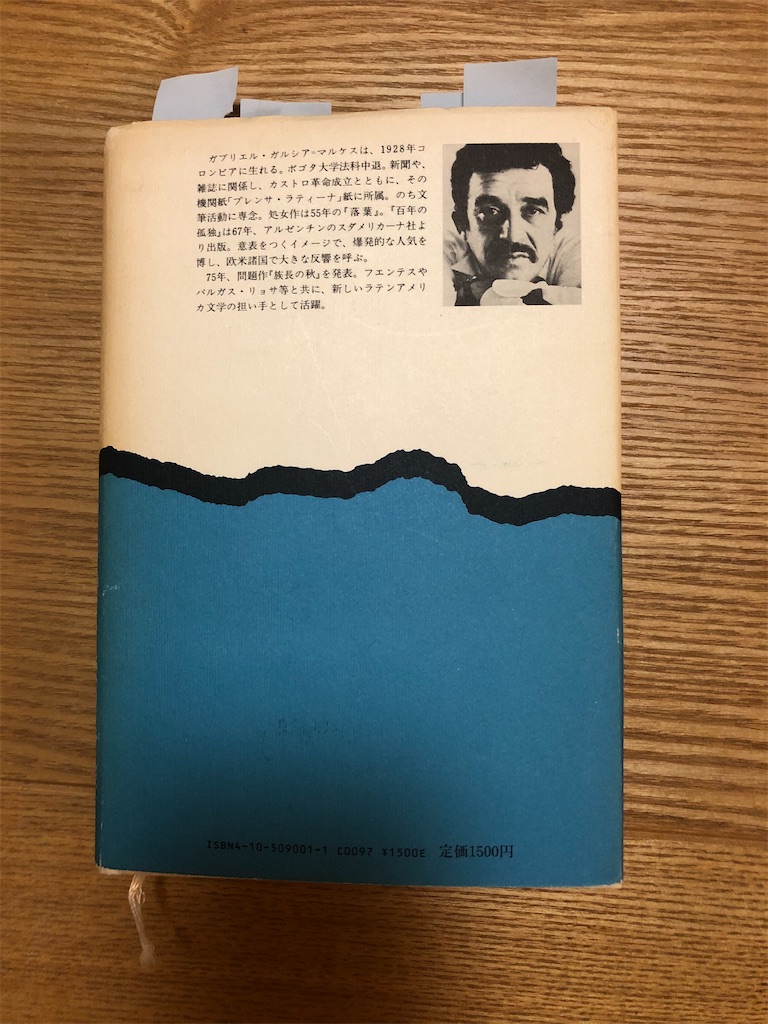 ガブリエル・ガルシア=マルケスは、1928年コ
ロンビアに生れる。ボゴタ大学法科中退。新聞や、
雑誌に関係し、カストロ革命成立とともに、その
機関紙「プレンサ・ラティーナ」紙に所属。のち文
筆活動に専念。処女作は55年の『落葉』。『百年の
孤独』は67年、アルゼンチンのスダメリカーナ社よ
り出版。意表をつくイメージで、爆発的な人気を
博し、欧米諸国で大きな反響を呼ぶ。
75年、問題作『族長の秋』を発表。フエンテスや
バルガス・リョサ等と共に、新しいラテンアメリ
カ文学の担い手として活躍。
ISBN4-10-509001-1 C0097 ¥1500E 定価1500円